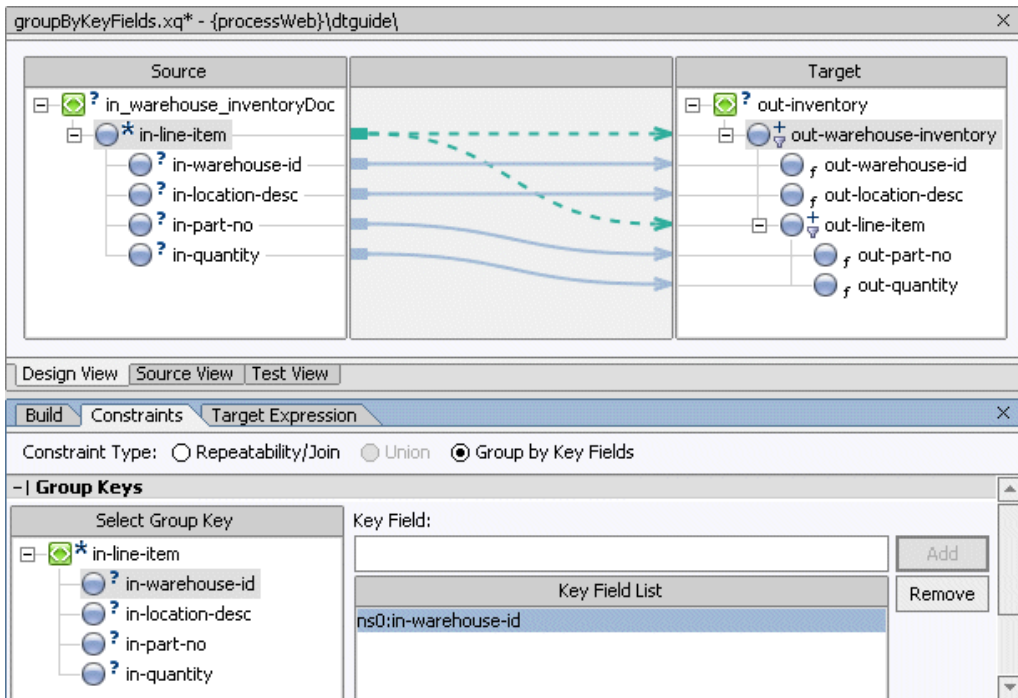 groupByKeyFields.xq* - {processWeb}\dtguide\
Source
Target
? in_warehouse_inventoryDoc
* in-line-item
? in-warehouse-id
? in-location-desc
? in-part-no
? in-quantity
? out-inventory
+ out-warehouse-inventory
f out-warehouse-id
f out-location-desc
+ out-line-item
f out-part-no
f out-quantity
Design View Source View Test View
Build Constraints Target Expression
Constraint Type: Repeatability/Join Union Group by Key Fields
Group Keys
Select Group Key
* in-line-item
? in-warehouse-id
? in-location-desc
? in-part-no
? in-quantity
Key Field:
Add
Key Field List
Remove
ns0:in-warehouse-id